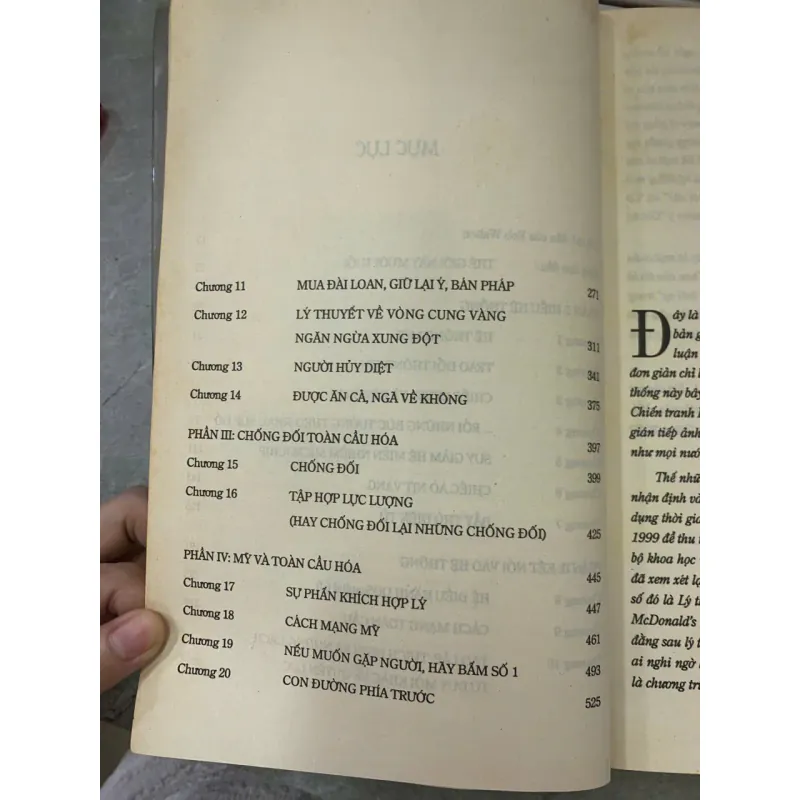 Chương 11 MUA ĐÀI LOAN, GIỮ LẠI Ý, BÁN PHÁP 271
Chương 12 LÝ THUYẾT VỀ VÒNG CUNG VÀNG
NGĂN NGỪA XUNG ĐỘT 311
Chương 13 NGƯỜI HỦY DIỆT 341
Chương 14 ĐƯỢC ĂN CẢ, NGÃ VỀ KHÔNG 375
PHẦN III: CHỐNG ĐỐI TOÀN CẦU HÓA 397
Chương 15 CHỐNG ĐỐI 399
Chương 16 TẬP HỢP LỰC LƯỢNG
(HAY CHỐNG ĐỐI LẠI NHỮNG CHỐNG ĐỐI) 425
PHẦN IV: MỸ VÀ TOÀN CẦU HÓA 445
Chương 17 SỰ PHẤN KHÍCH HỢP LÝ 447
Chương 18 CÁCH MẠNG MỸ 461
Chương 19 NẾU MUỐN GẶP NGƯỜI, HÃY BẤM SỐ 1 493
Chương 20 CON ĐƯỜNG PHÍA TRƯỚC 525
Đây là
bản g
luận
đơn giản chỉ l
thống này bây
Chiến tranh l
gián tiếp ảnh
như mọi nướ
Thế nhữ
nhận định và
dụng thời gia
1999 để thu t
bộ khoa học
đã xem xét lạ
số đó là Lý th
McDonald's
đằng sau lý t
ai nghi ngờ
là chương trư